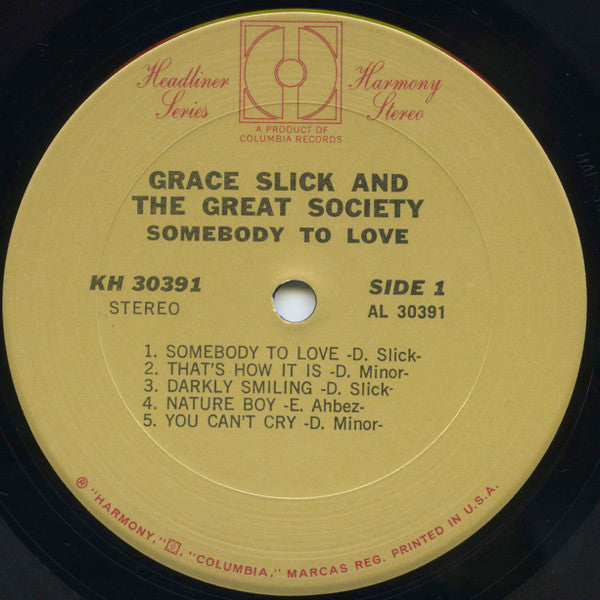 Headliner Harmony
Series Stereo
A PRODUCT OF
COLUMBIA RECORDS
GRACE SLICK AND
THE GREAT SOCIETY
SOMEBODY TO LOVE
KH 30391 SIDE 1
STEREO AL 30391
1. SOMEBODY TO LOVE -D. Slick-
2. THAT'S HOW IT IS -D. Minor-
3. DARKLY SMILING -D. Slick-
4. NATURE BOY -E. Ahbez-
5. YOU CAN'T CRY -D. Minor-
® "HARMONY," "COLUMBIA," MARCAS REG. PRINTED IN U.S.A.